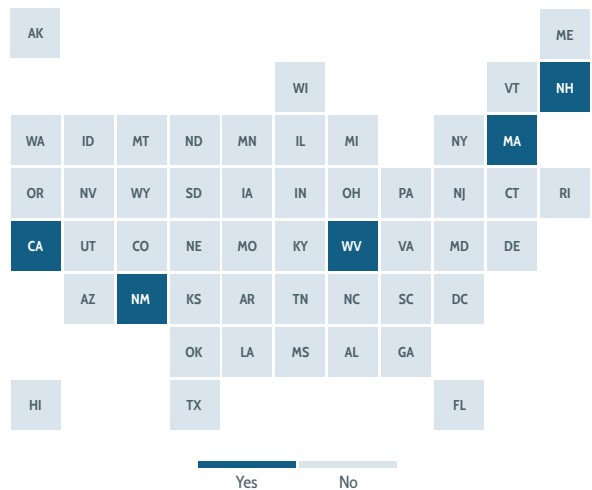 AK ME
WI VT NH
WA ID MT ND MN IL MI NY MA
OR NV WY SD IA IN OH PA NJ CT RI
CA UT CO NE MO KY WV VA MD DE
AZ NM KS AR TN NC SC DC
OK LA MS AL GA
HI TX FL
Yes No